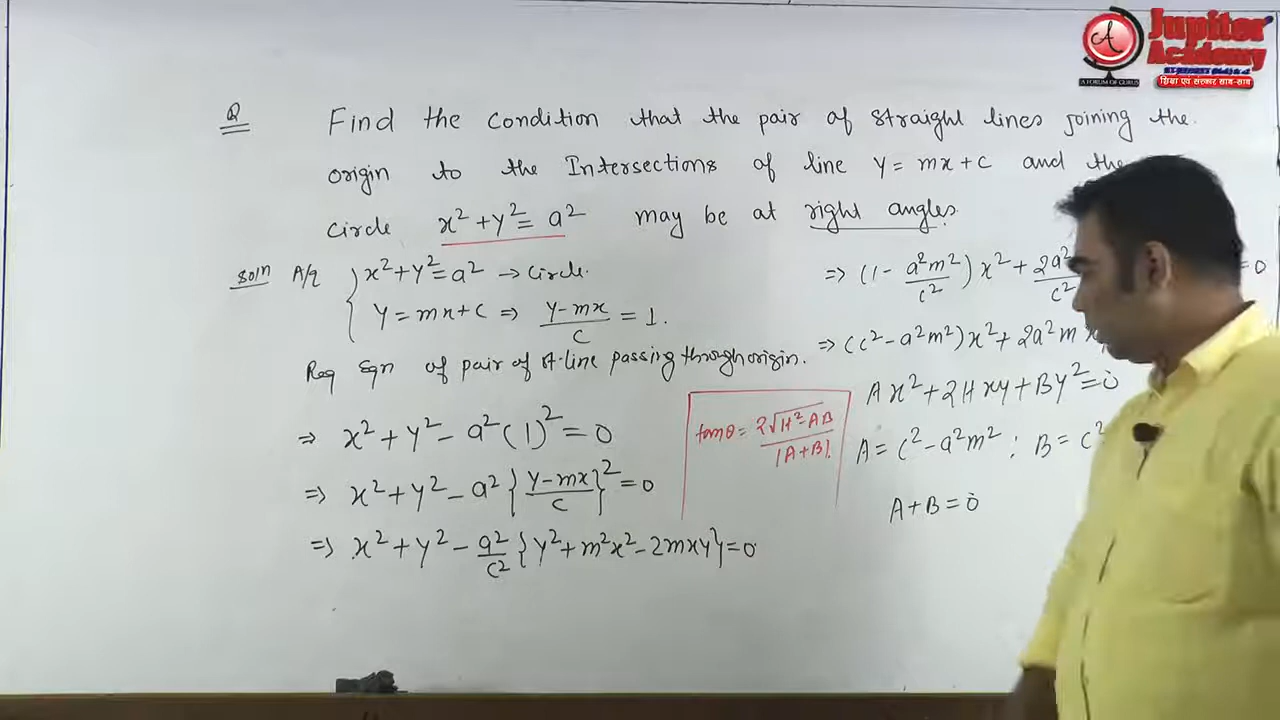 Jupiter
Academy
A FORUM OF GURUS
शिक्षा एवं संस्कार साथ-साथ
Q Find the condition that the pair of straight lines joining the
origin to the Intersections of line y = mx + c and the
circle x² + y² = a² may be at right angles.
Soln A/q x² + y² = a² → circle.
y = mx + c ⇒ (y - mx)/c = 1.
Req Eqn of pair of st. line passing through origin.
⇒ x² + y² - a² (1)² = 0
⇒ x² + y² - a² {(y - mx)/c}² = 0
⇒ x² + y² - a²/c² {y² + m²x² - 2mxy} = 0
⇒ (1 - a²m²/c²) x² + 2a² c² = 0
⇒ (c² - a²m²)x² + 2a²m x
Ax² + 2Hxy + By² = 0
tanθ = 2√(H² - AB) / |A + B|
A = c² - a²m² ; B = c²
A + B = 0